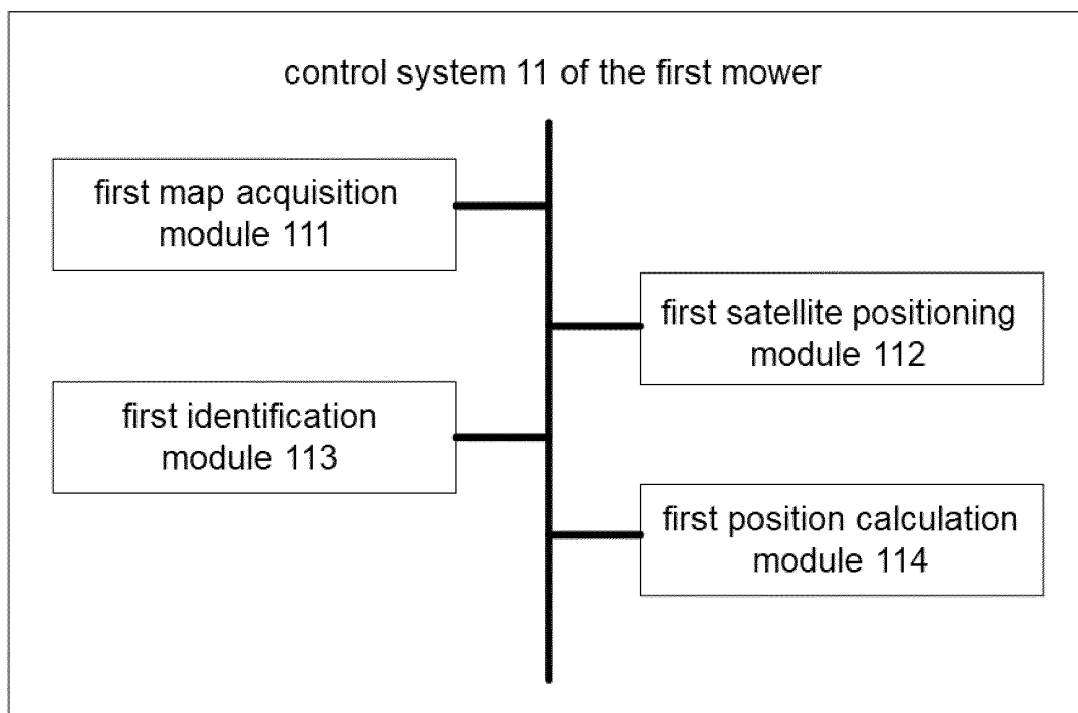 control system 11 of the first mower
first map acquisition
module 111
first satellite positioning
module 112
first identification
module 113
first position calculation
module 114